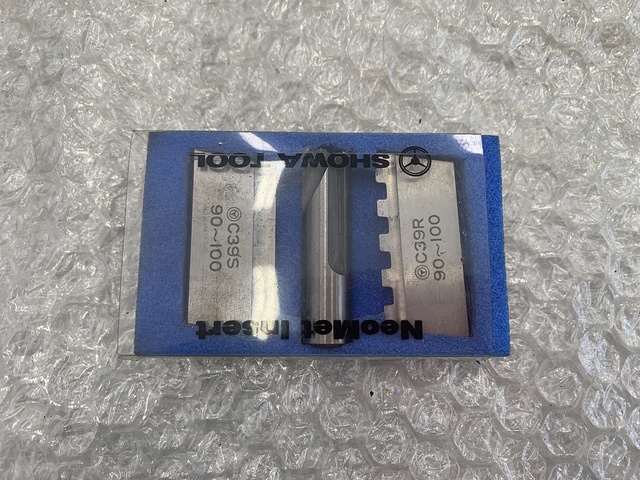 SHOWA TOOL
C39S
90~100
C39R
90~100
NeoMet Insert